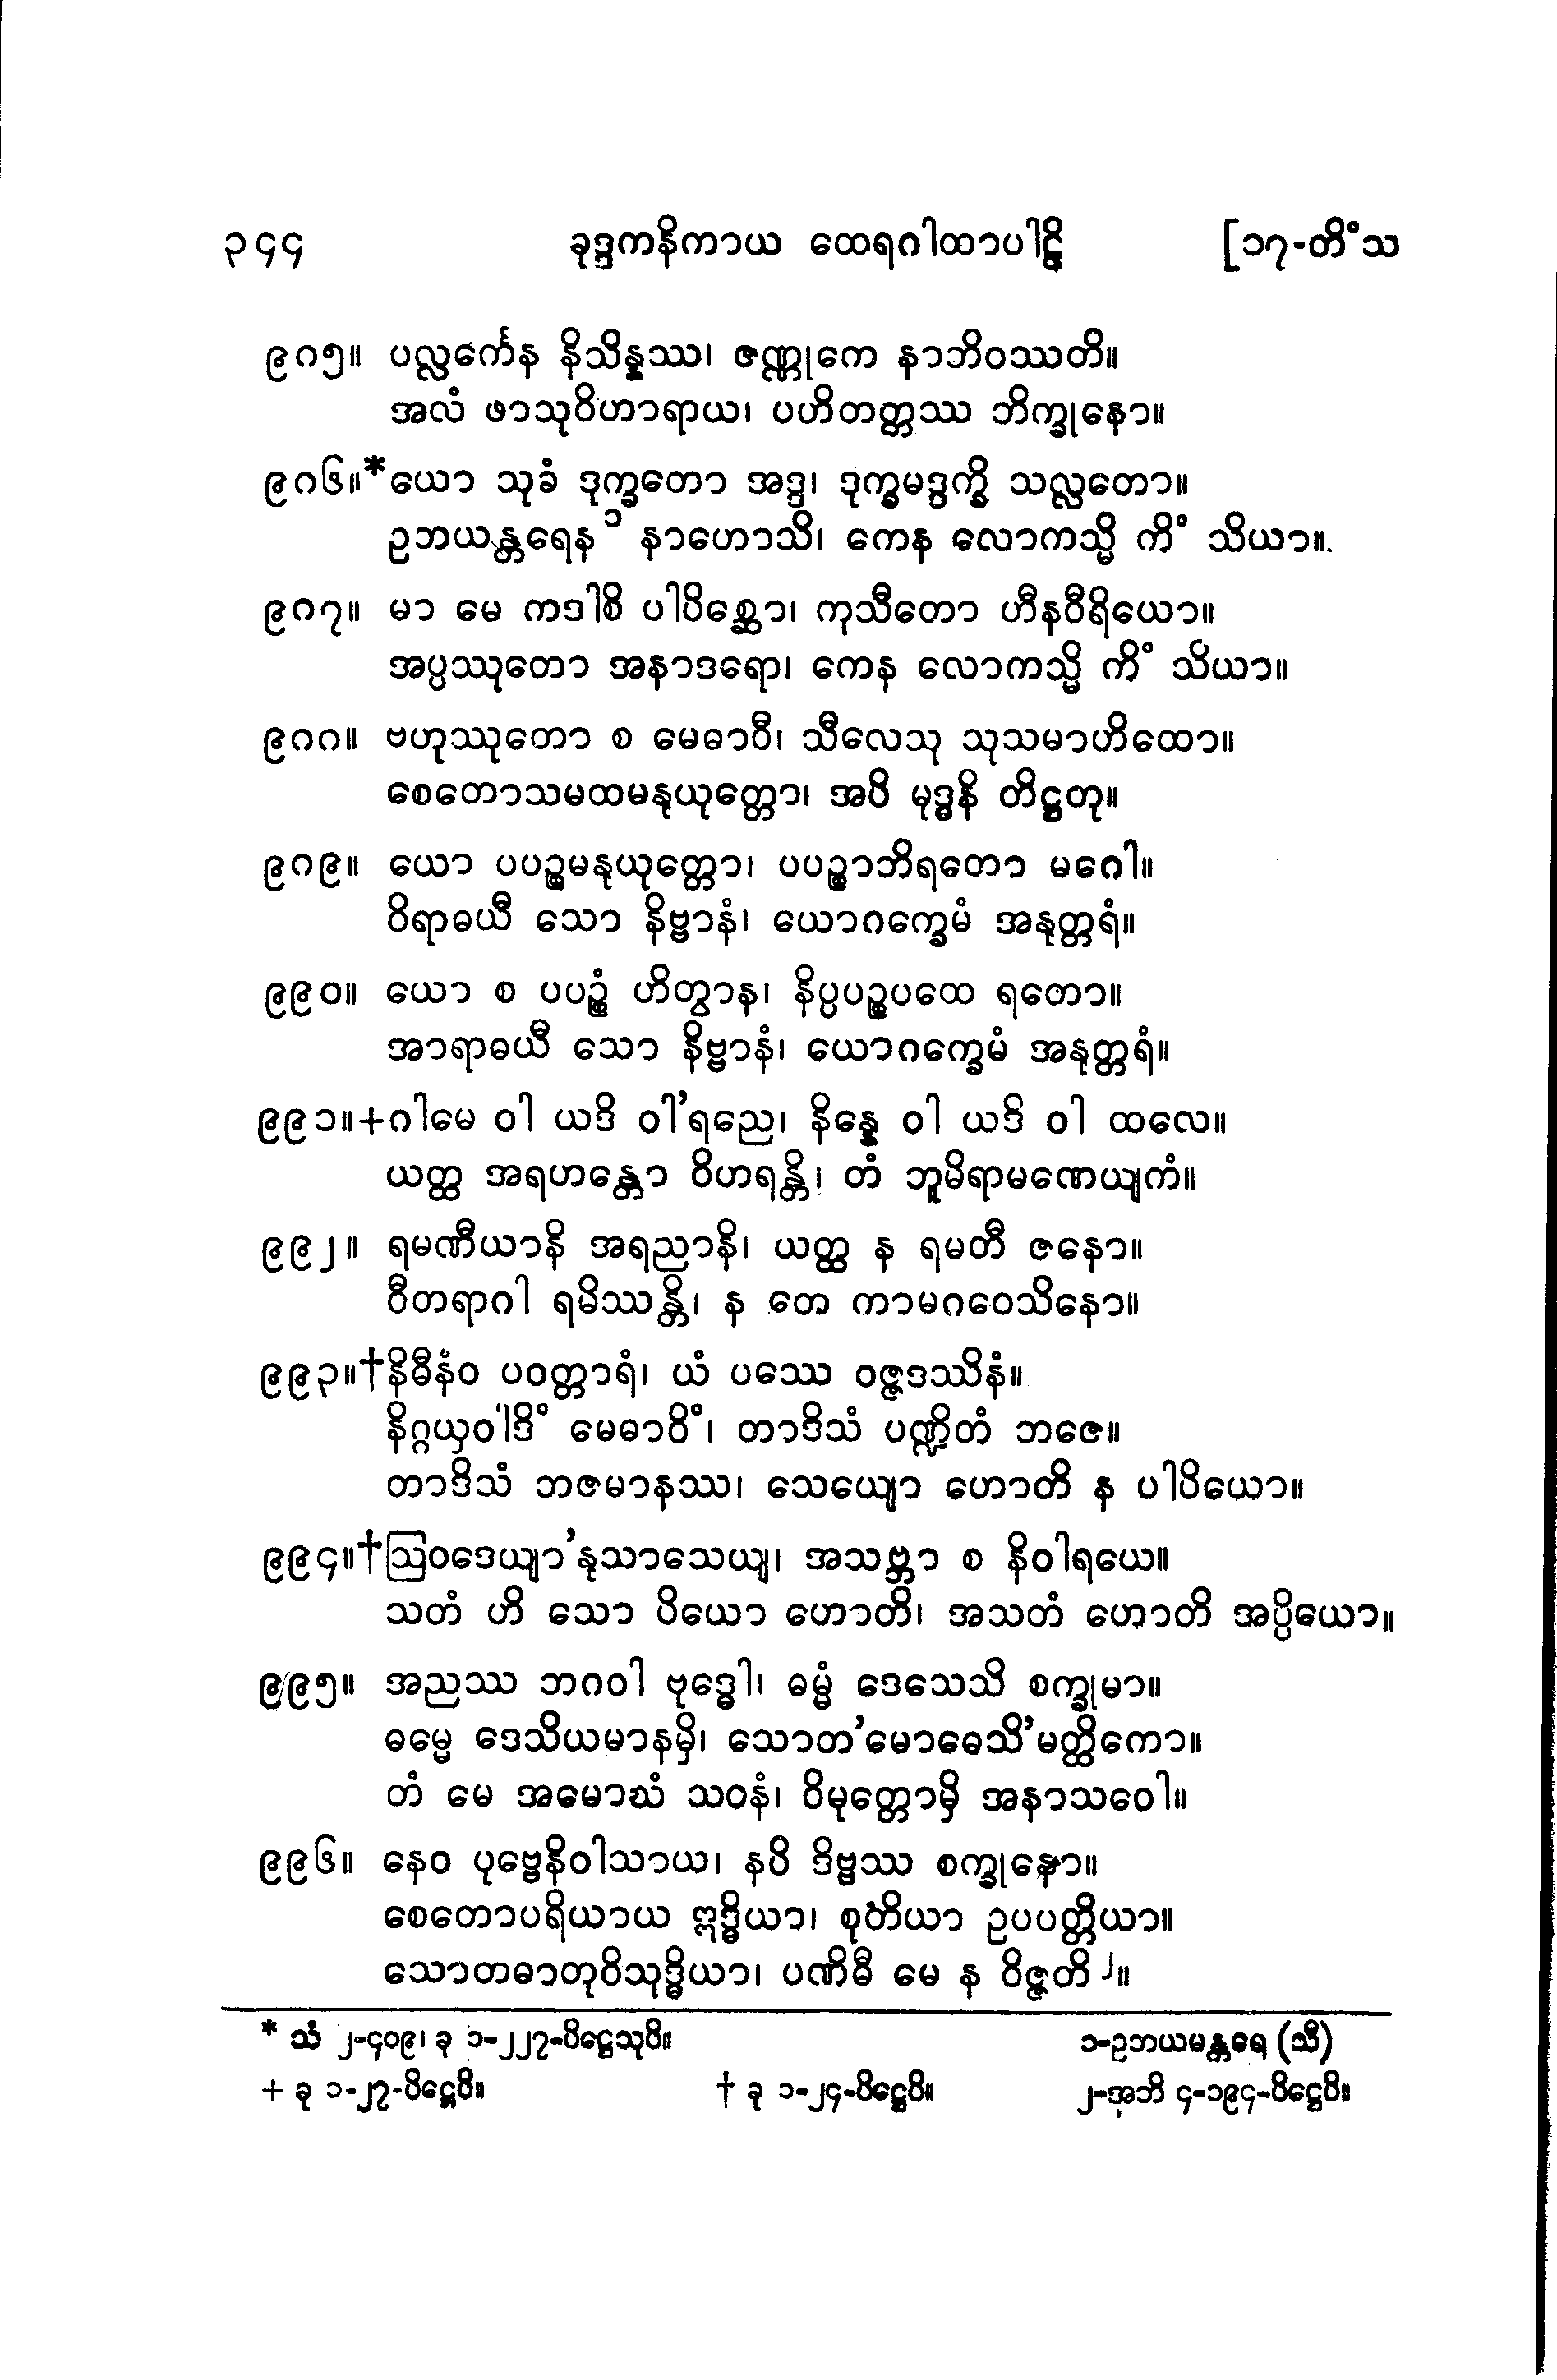 ၃၄၄ ခုဒ္ဒကနိကာယ ထေရဂါထာပါဠိ [၁၇-တိံသ
၉၈၅။ ပလ္လင်္ကေန နိသိန္နဿ၊ ဇဏ္ဏုကေ နာဘိဝဿတိ။
အလံ ဖာသုဝိဟာရာယ၊ ပဟိတတ္တဿ ဘိက္ခုနော။
၉၈၆။*ယော သုခံ ဒုက္ခတော အဒ္ဒ၊ ဒုက္ခမဒ္ဒက္ခိ သလ္လတော။
ဥဘယန္တရေန ၁ နာဟောသိ၊ ကေန လောကသ္မိ ကိံ သိယာ။
၉၈၇။ မာ မေ ကဒါစိ ပါပိစ္ဆော၊ ကုသီတော ဟီနဝီရိယော။
အပ္ပဿုတော အနာဒရော၊ ကေန လောကသ္မိ ကိံ သိယာ။
၉၈၈။ ဗဟုဿုတော စ မေဓာဝီ၊ သီလေသု သုသမာဟိထော။
စေတောသမထမနုယုတ္တော၊ အပိ မုဒ္ဓနိ တိဋ္ဌတု။
၉၈၉။ ယော ပပဉ္စမနုယုတ္တော၊ ပပဉ္စာဘိရတော မဂေါ။
ဝိရာဓယီ သော နိဗ္ဗာနံ၊ ယောဂက္ခေမံ အနုတ္တရံ။
၉၉၀။ ယော စ ပပဉ္စံ ဟိတွာန၊ နိပ္ပပဉ္စပထေ ရတော။
အာရာဓယီ သော နိဗ္ဗာနံ၊ ယောဂက္ခေမံ အနုတ္တရံ။
၉၉၁။+ဂါမေ ဝါ ယဒိ ဝါ'ရညေ၊ နိန္နေ ဝါ ယဒိ ဝါ ထလေ။
ယတ္ထ အရဟန္တော ဝိဟရန္တိ၊ တံ ဘူမိရာမဏေယျကံ။
၉၉၂။ ရမဏီယာနိ အရညာနိ၊ ယတ္ထ န ရမတီ ဇနော။
ဝီတရာဂါ ရမိဿန္တိ၊ န တေ ကာမဂဝေသိနော။
၉၉၃။†နိဓီနံဝ ပဝတ္တာရံ၊ ယံ ပဿေ ဝဇ္ဇဒဿိနံ။
နိဂ္ဂယှဝါဒိံ မေဓာဝိံ၊ တာဒိသံ ပဏ္ဍိတံ ဘဇေ။
တာဒိသံ ဘဇမာနဿ၊ သေယျော ဟောတိ န ပါပိယော။
၉၉၄။†ဩဝဒေယျာ'နုသာသေယျ၊ အသဗ္ဘာ စ နိဝါရယေ။
သတံ ဟိ သော ပိယော ဟောတိ၊ အသတံ ဟောတိ အပ္ပိယော။
၉၉၅။ အညဿ ဘဂဝါ ဗုဒ္ဓေါ၊ ဓမ္မံ ဒေသေသိ စက္ခုမာ။
ဓမ္မေ ဒေသိယမာနမှိ၊ သောတ'မောဓေသိ'မတ္ထိကော။
တံ မေ အမောဃံ သဝနံ၊ ဝိမုတ္တောမှိ အနာသဝေါ။
၉၉၆။ နေဝ ပုဗ္ဗေနိဝါသာယ၊ နပိ ဒိဗ္ဗဿ စက္ခုနော။
စေတောပရိယာယ ဣဒ္ဓိယာ၊ စုတိယာ ဥပပတ္တိယာ။
သောတဓာတုဝိသုဒ္ဓိယာ၊ ပဏိဓီ မေ န ဝိဇ္ဇတိ ၂။
* သံ ၂-၄၀၉၊ ခု ၁-၂၂၇-ပိဋ္ဌေသုပိ။ ၁-ဥဘယမန္တရေ (သီ)
+ ခု ၁-၂၇-ပိဋ္ဌေပိ။ † ခု ၁-၂၄-ပိဋ္ဌေပိ။ ၂-အဘိ ၄-၁၉၄-ပိဋ္ဌေပိ။